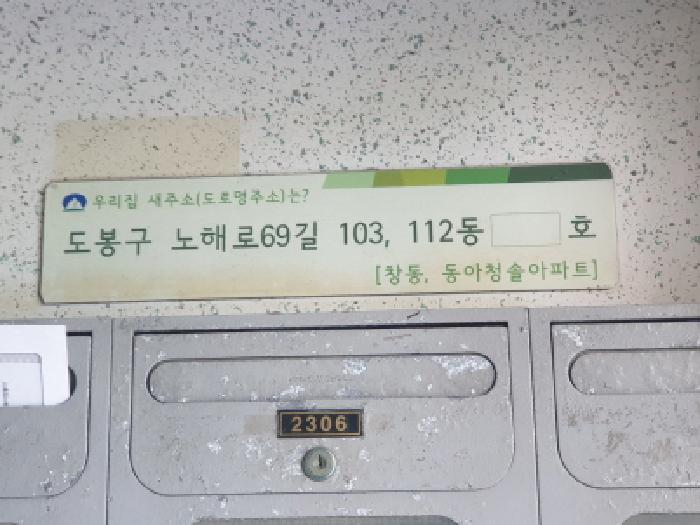 우리집 새주소(도로명주소)는?
도봉구 노해로69길 103, 112동 호
[창동, 동아청솔아파트]
2306